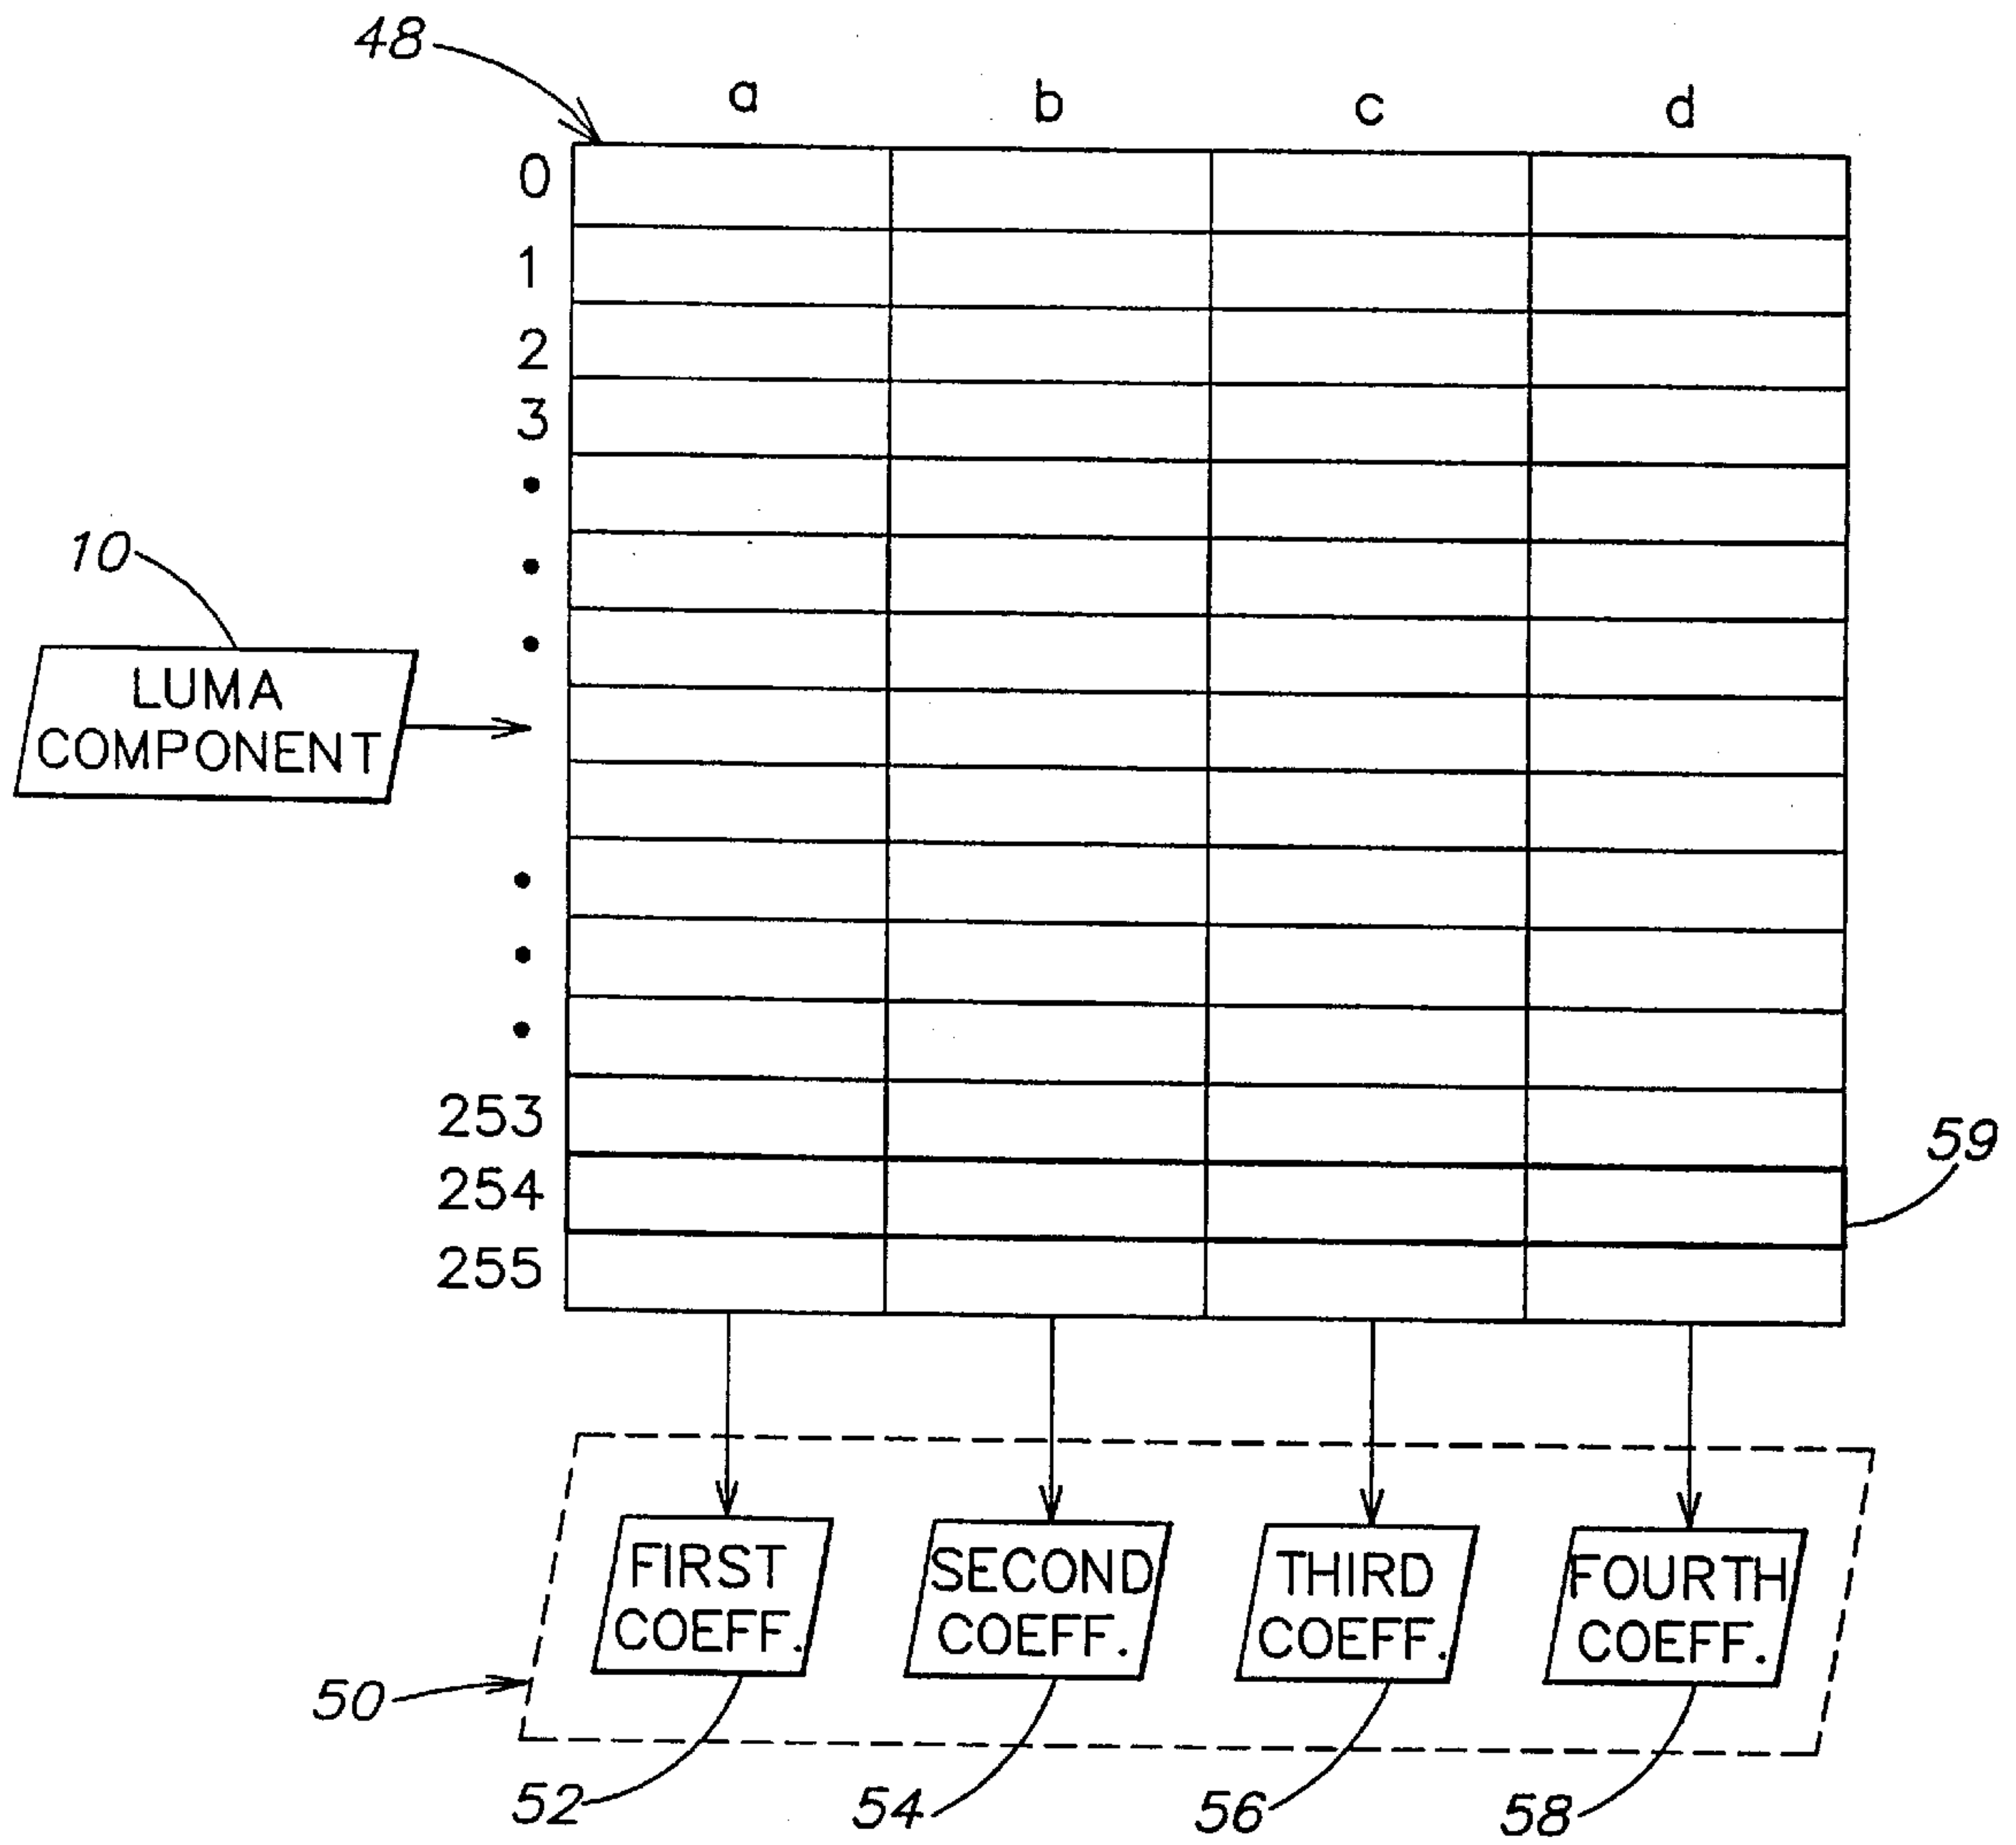 48
a b c d
0
1
2
3
10
LUMA
COMPONENT
253
254
255
59
FIRST
COEFF.
SECOND
COEFF.
THIRD
COEFF.
FOURTH
COEFF.
50
52
54
56
58